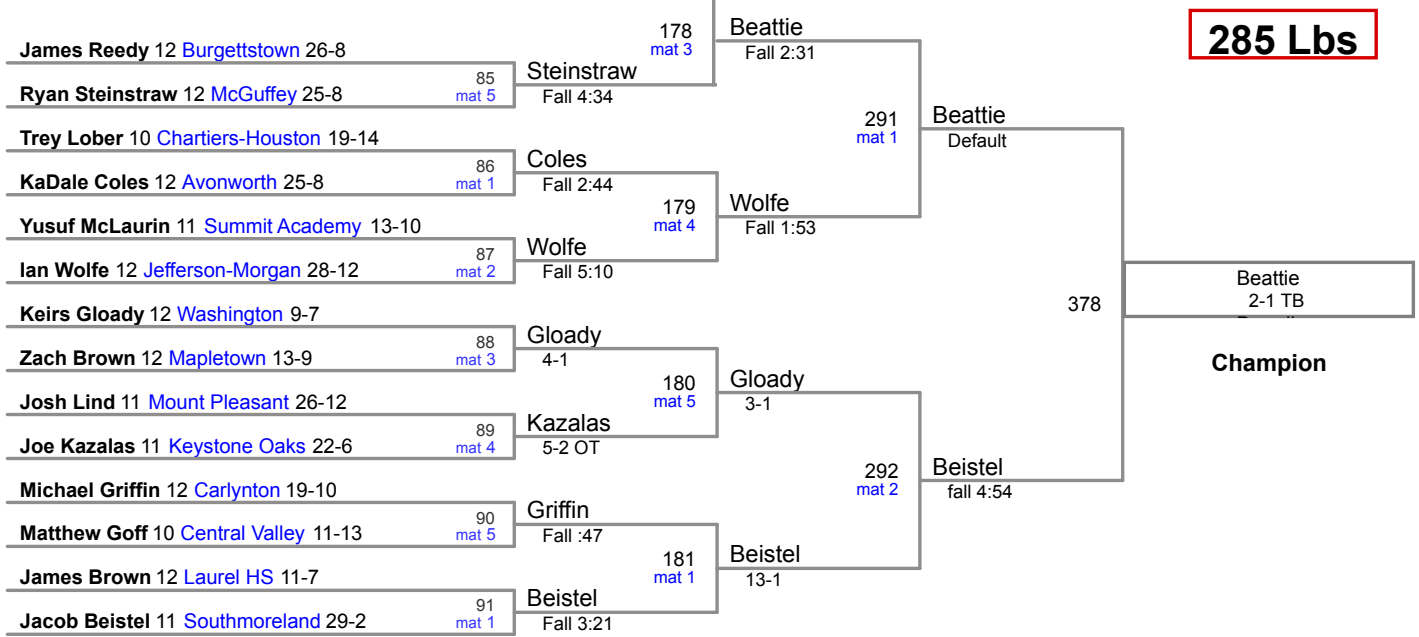 285 Lbs
James Reedy 12 Burgettstown 26-8
Ryan Steinstraw 12 McGuffey 25-8
Trey Lober 10 Chartiers-Houston 19-14
KaDale Coles 12 Avonworth 25-8
Yusuf McLaurin 11 Summit Academy 13-10
Ian Wolfe 12 Jefferson-Morgan 28-12
Keirs Gloady 12 Washington 9-7
Zach Brown 12 Mapletown 13-9
Josh Lind 11 Mount Pleasant 26-12
Joe Kazalas 11 Keystone Oaks 22-6
Michael Griffin 12 Carlynton 19-10
Matthew Goff 10 Central Valley 11-13
James Brown 12 Laurel HS 11-7
Jacob Beistel 11 Southmoreland 29-2
85
mat 5
86
mat 1
87
mat 2
88
mat 3
89
mat 4
90
mat 5
91
mat 1
Steinstraw
Fall 4:34
Coles
Fall 2:44
Wolfe
Fall 5:10
Gloady
4-1
Kazalas
5-2 OT
Griffin
Fall :47
Beistel
Fall 3:21
178
mat 3
179
mat 4
180
mat 5
181
mat 1
Beattie
Fall 2:31
Wolfe
Fall 1:53
Gloady
3-1
Beistel
13-1
291
mat 1
292
mat 2
Beattie
Default
Beistel
fall 4:54
378
Beattie
2-1 TB
Champion